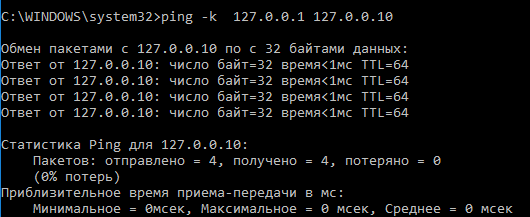 C:\WINDOWS\system32>ping -k  127.0.0.1 127.0.0.10
Обмен пакетами с 127.0.0.10 по с 32 байтами данных:
Ответ от 127.0.0.10: число байт=32 время<1мс TTL=64
Ответ от 127.0.0.10: число байт=32 время<1мс TTL=64
Ответ от 127.0.0.10: число байт=32 время<1мс TTL=64
Ответ от 127.0.0.10: число байт=32 время<1мс TTL=64
Статистика Ping для 127.0.0.10:
    Пакетов: отправлено = 4, получено = 4, потеряно = 0
    (0% потерь)
Приблизительное время приема-передачи в мс:
    Минимальное = 0мсек, Максимальное = 0 мсек, Среднее = 0 мсек